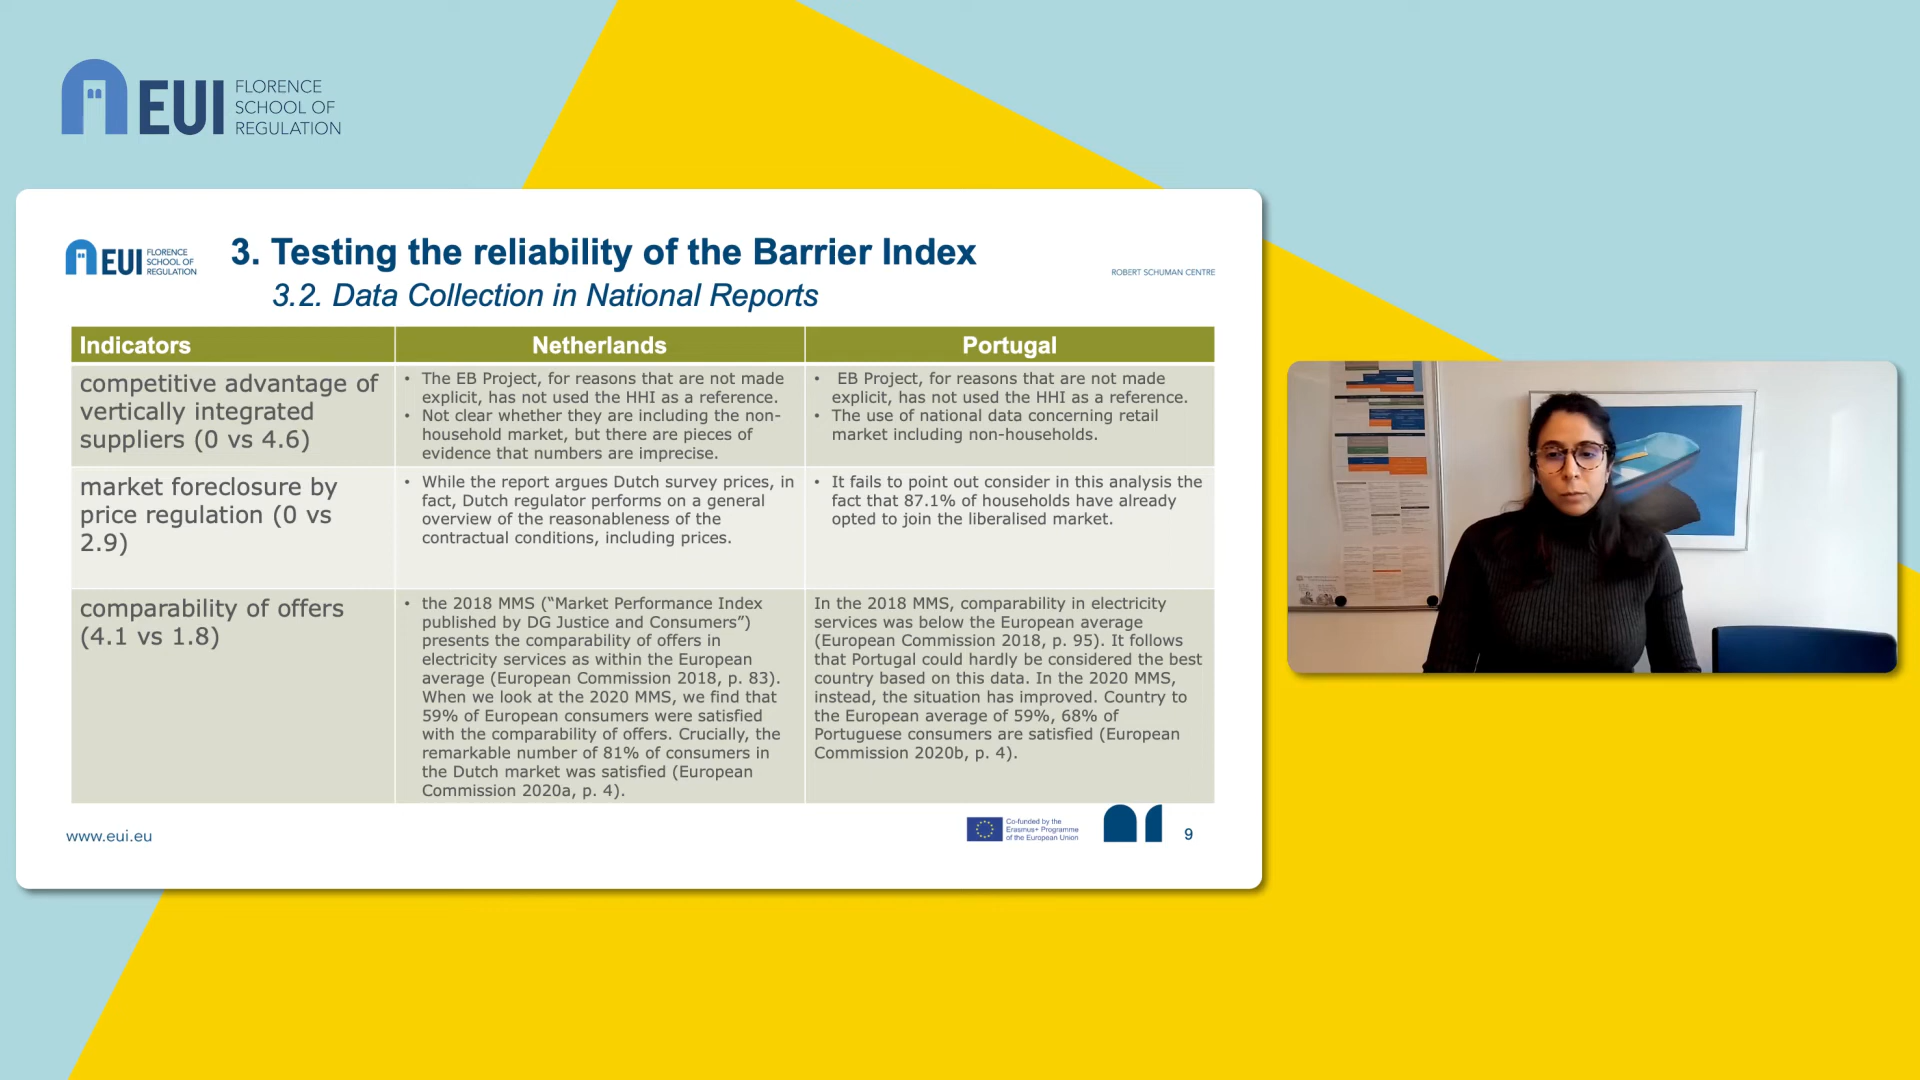 EUI
FLORENCE
SCHOOL OF
REGULATION
EUI
FLORENCE
SCHOOL OF
REGULATION
3. Testing the reliability of the Barrier Index
3.2. Data Collection in National Reports
ROBERT SCHUMAN CENTRE
Indicators
Netherlands
Portugal
competitive advantage of
vertically integrated
suppliers (0 vs 4.6)
• The EB Project, for reasons that are not made
explicit, has not used the HHI as a reference.
• Not clear whether they are including the non-
household market, but there are pieces of
evidence that numbers are imprecise.
• EB Project, for reasons that are not made
explicit, has not used the HHI as a reference.
• The use of national data concerning retail
market including non-households.
market foreclosure by
price regulation (0 vs
2.9)
• While the report argues Dutch survey prices, in
fact, Dutch regulator performs on a general
overview of the reasonableness of the
contractual conditions, including prices.
• It fails to point out consider in this analysis the
fact that 87.1% of households have already
opted to join the liberalised market.
comparability of offers
(4.1 vs 1.8)
• the 2018 MMS (“Market Performance Index
published by DG Justice and Consumers”)
presents the comparability of offers in
electricity services as within the European
average (European Commission 2018, p. 83).
When we look at the 2020 MMS, we find that
59% of European consumers were satisfied
with the comparability of offers. Crucially, the
remarkable number of 81% of consumers in
the Dutch market was satisfied (European
Commission 2020a, p. 4).
In the 2018 MMS, comparability in electricity
services was below the European average
(European Commission 2018, p. 95). It follows
that Portugal could hardly be considered the best
country based on this data. In the 2020 MMS,
instead, the situation has improved. Country to
the European average of 59%, 68% of
Portuguese consumers are satisfied (European
Commission 2020b, p. 4).
www.eui.eu
Co-funded by the
Erasmus+ Programme
of the European Union
9